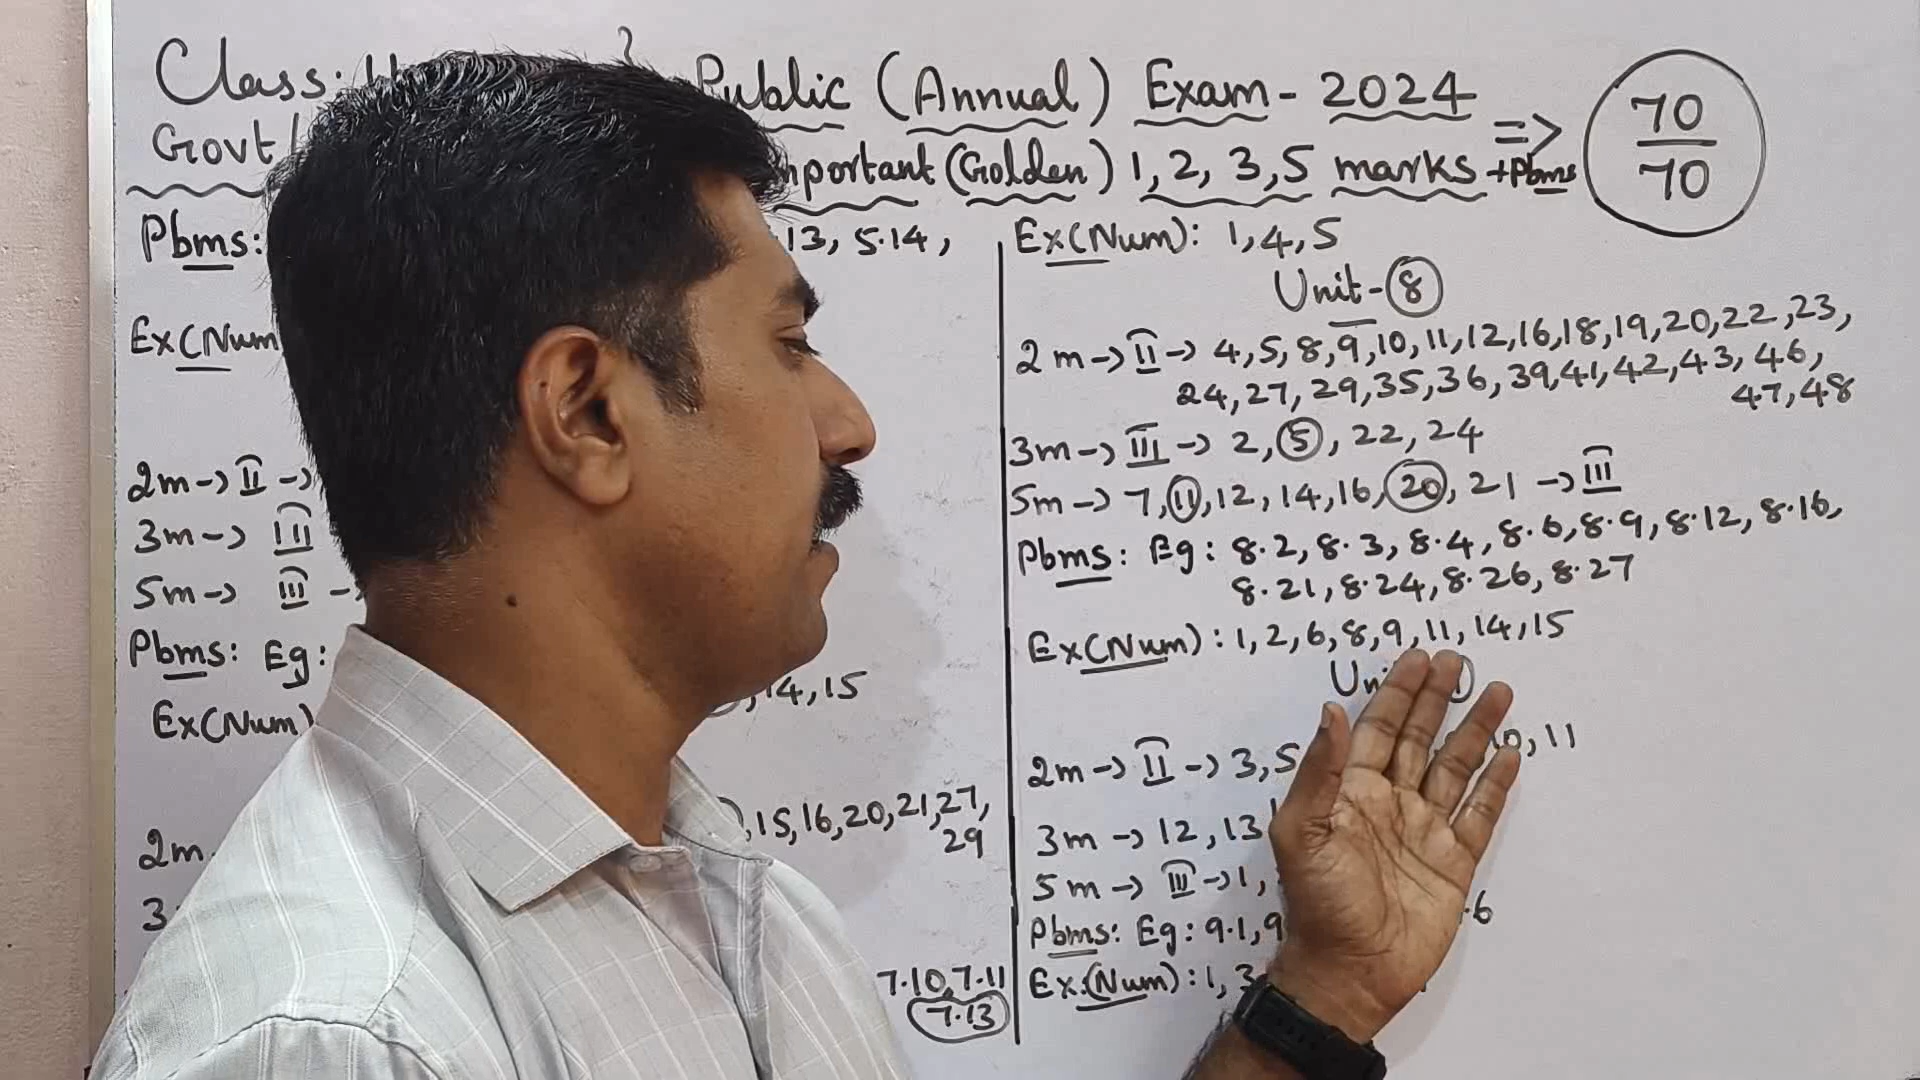 Class: Public (Annual) Exam - 2024
Govt Important (Golden) 1, 2, 3, 5 marks + Pbms => 70/70
Pbms: 13, 5.14,
Ex(Num
2m -> II ->
3m -> III
5m -> III ->
Pbms: Eg:
Ex(Num) 14, 15
2m , 15, 16, 20, 21, 27,
29
3
7.10, 7.11
7.13
Ex(Num): 1, 4, 5
Unit - 8
2m -> II -> 4, 5, 8, 9, 10, 11, 12, 16, 18, 19, 20, 22, 23,
24, 27, 29, 35, 36, 39, 41, 42, 43, 46,
47, 48
3m -> III -> 2, 5, 22, 24
5m -> 7, 11, 12, 14, 16, 20, 21 -> III
Pbms: Eg: 8.2, 8.3, 8.4, 8.6, 8.9, 8.12, 8.16,
8.21, 8.24, 8.26, 8.27
Ex(Num): 1, 2, 6, 8, 9, 11, 14, 15
2m -> II -> 3, 5 , 11
3m -> 12, 13
5m -> III -> 1,
Pbms: Eg: 9.1, 9 .6
Ex.(Num): 1, 3